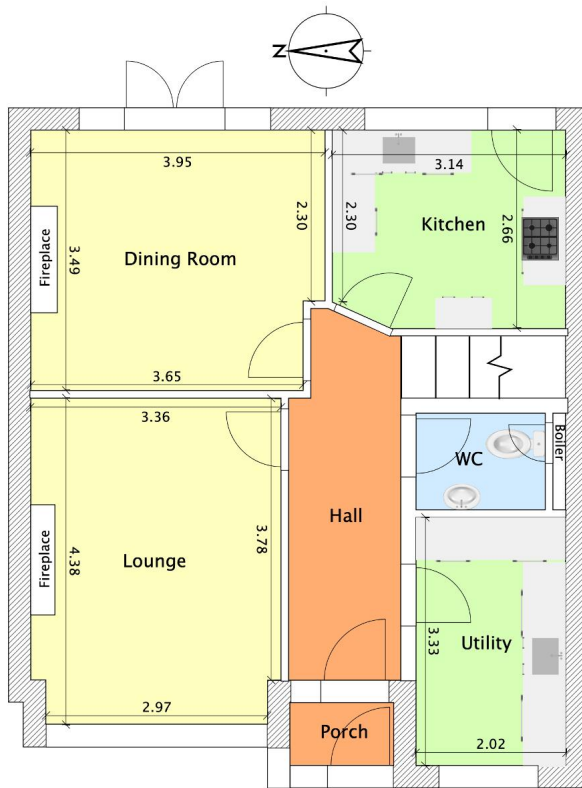 N
3.95
3.14
2.30
2.30
2.66
Kitchen
Fireplace
3.49
Dining Room
3.65
3.36
Boiler
WC
Hall
3.78
Fireplace
4.38
Lounge
3.33
Utility
2.97
Porch
2.02